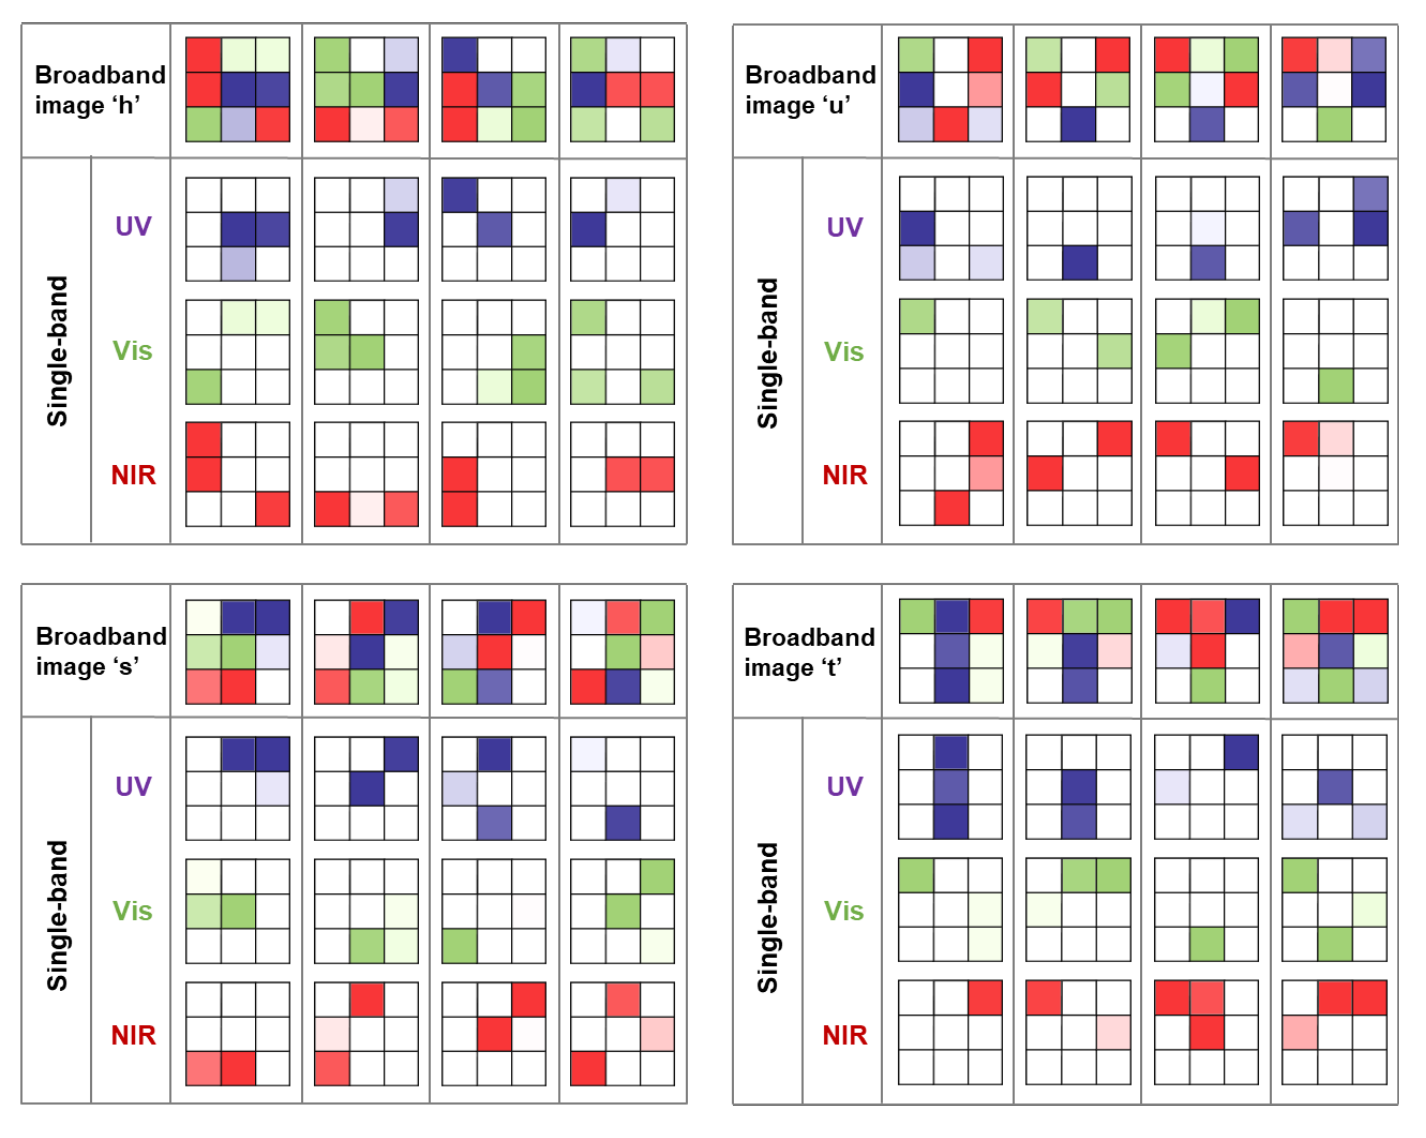 Broadband
image ‘h’
Single-band
UV
Vis
NIR
Broadband
image ‘u’
Single-band
UV
Vis
NIR
Broadband
image ‘s’
Single-band
UV
Vis
NIR
Broadband
image ‘t’
Single-band
UV
Vis
NIR